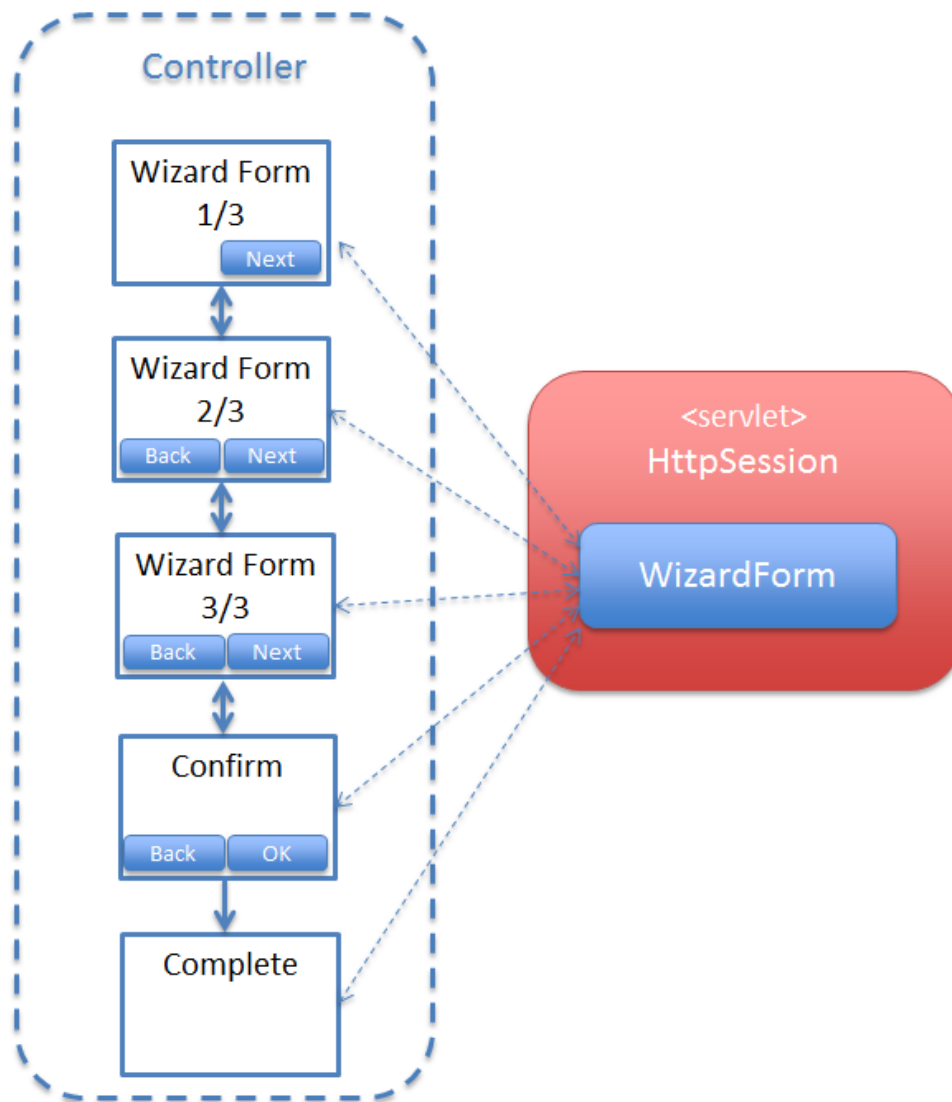 Controller
Wizard Form
1/3
Next
Wizard Form
2/3
Back Next
Wizard Form
3/3
Back Next
Confirm
Back OK
Complete
<servlet>
HttpSession
WizardForm